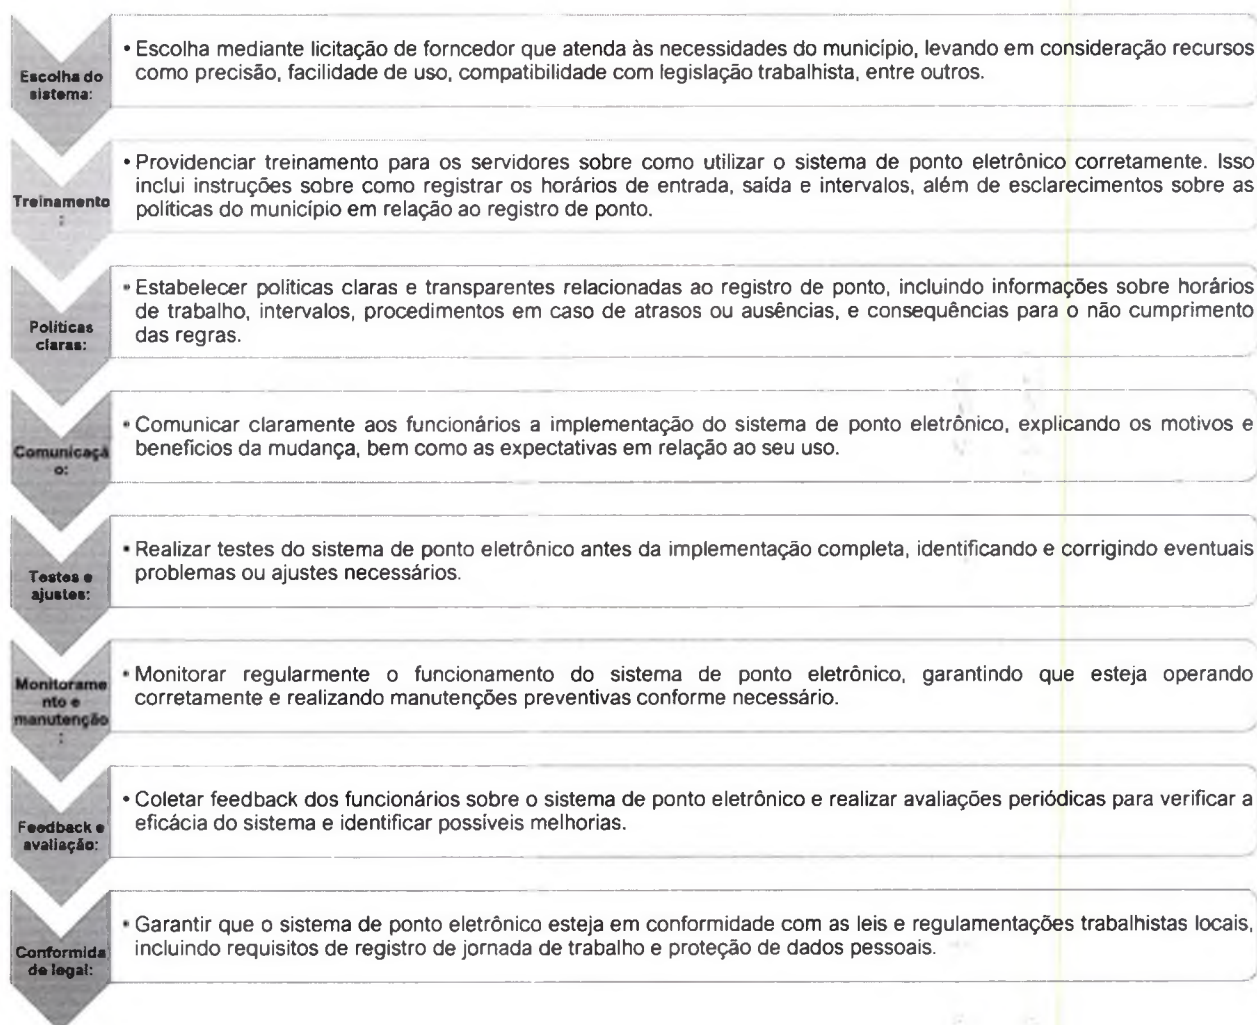 Escolha do
sistema:
• Escolha mediante licitação de forncedor que atenda às necessidades do município, levando em consideração recursos
como precisão, facilidade de uso, compatibilidade com legislação trabalhista, entre outros.
Treinamento
:
• Providenciar treinamento para os servidores sobre como utilizar o sistema de ponto eletrônico corretamente. Isso
inclui instruções sobre como registrar os horários de entrada, saída e intervalos, além de esclarecimentos sobre as
políticas do município em relação ao registro de ponto.
Políticas
claras:
• Estabelecer políticas claras e transparentes relacionadas ao registro de ponto, incluindo informações sobre horários
de trabalho, intervalos, procedimentos em caso de atrasos ou ausências, e consequências para o não cumprimento
das regras.
Comunicaçã
o:
• Comunicar claramente aos funcionários a implementação do sistema de ponto eletrônico, explicando os motivos e
benefícios da mudança, bem como as expectativas em relação ao seu uso.
Testes e
ajustes:
• Realizar testes do sistema de ponto eletrônico antes da implementação completa, identificando e corrigindo eventuais
problemas ou ajustes necessários.
Monitorame
nto e
manutenção
:
• Monitorar regularmente o funcionamento do sistema de ponto eletrônico, garantindo que esteja operando
corretamente e realizando manutenções preventivas conforme necessário.
Feedback e
avaliação:
• Coletar feedback dos funcionários sobre o sistema de ponto eletrônico e realizar avaliações periódicas para verificar a
eficácia do sistema e identificar possíveis melhorias.
Conformida
de legal:
• Garantir que o sistema de ponto eletrônico esteja em conformidade com as leis e regulamentações trabalhistas locais,
incluindo requisitos de registro de jornada de trabalho e proteção de dados pessoais.